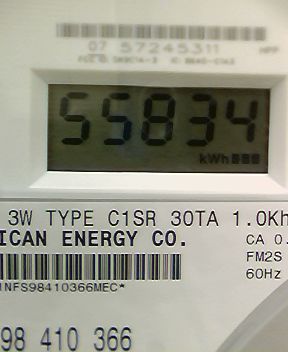 07 57245311
55834
kWh
3W TYPE C1SR 30TA 1.0Kh
ICAN ENERGY CO.
CA 0.
FM2S
60Hz
1NFS98410366MEC*
98 410 366